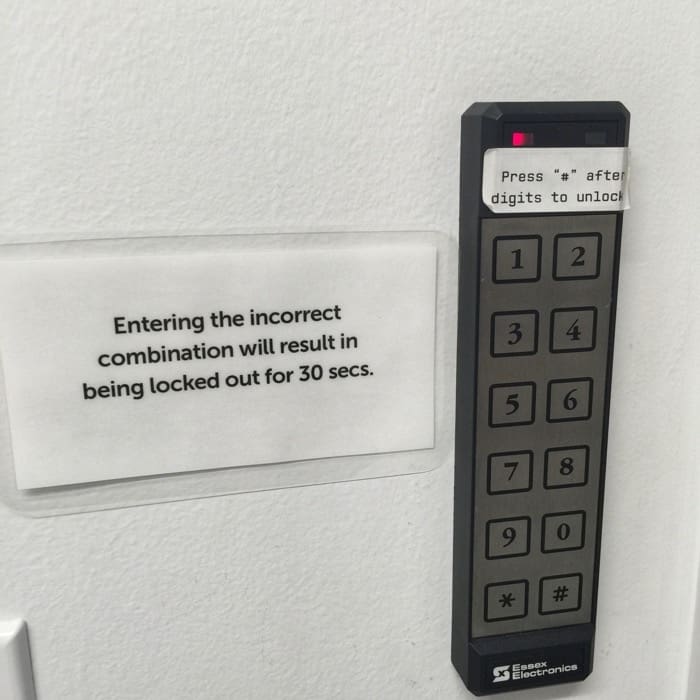 Press "#" after
digits to unlock
Entering the incorrect
combination will result in
being locked out for 30 secs.
1 2
3 4
5 6
7 8
9 0
* #
Essex
Electronics